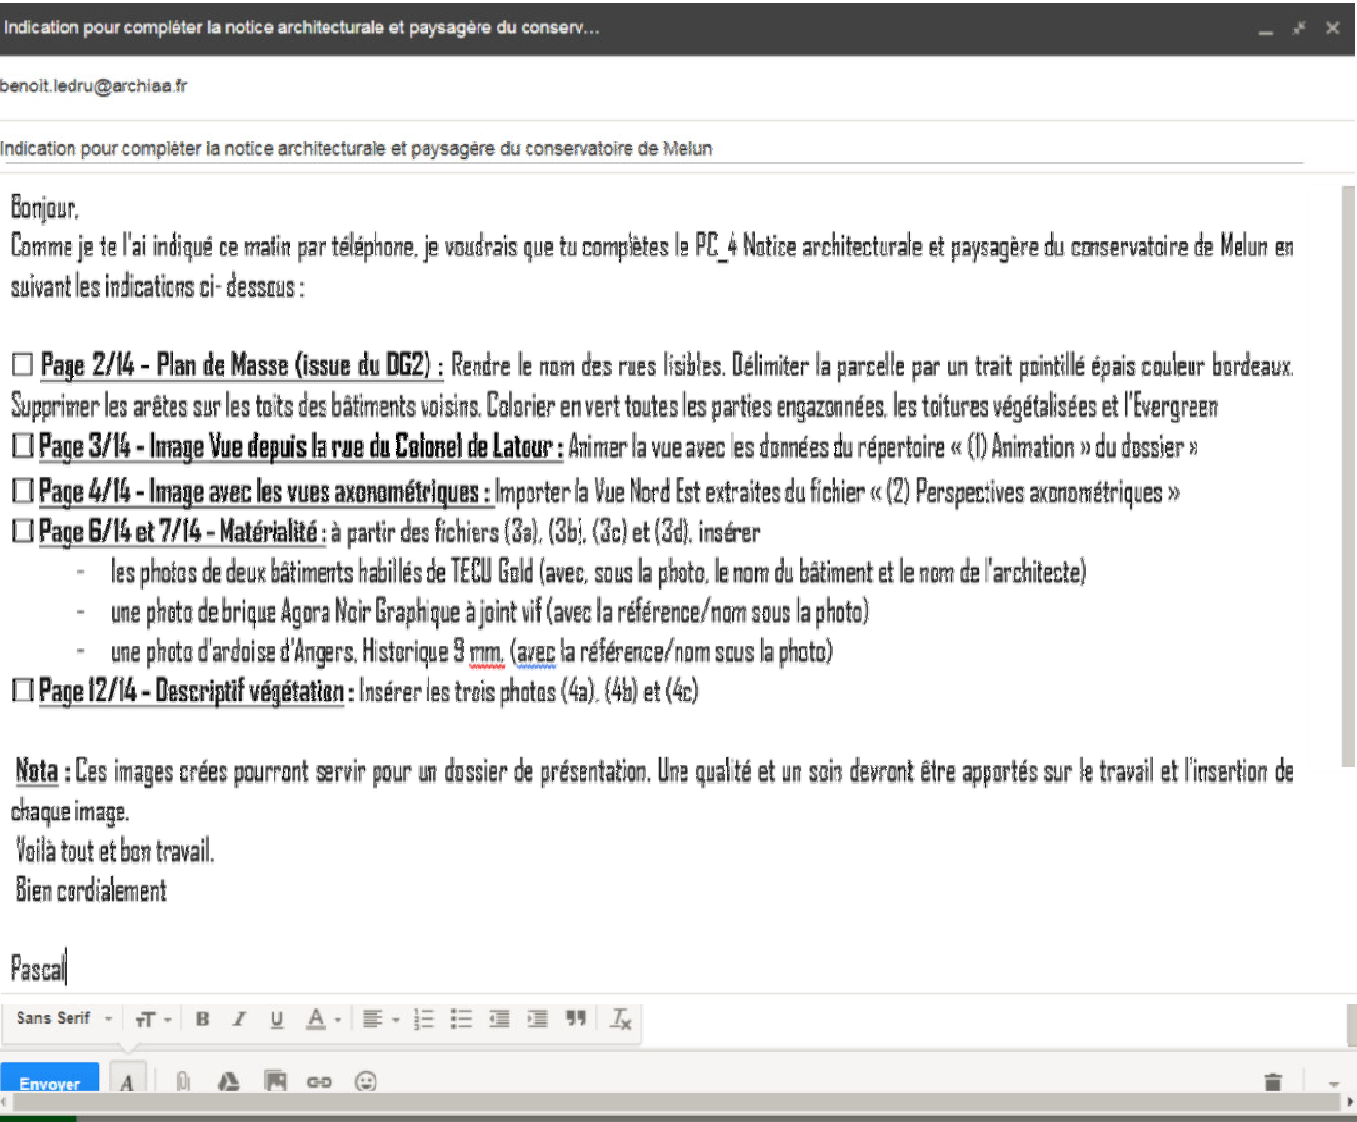 Indication pour compléter la notice architecturale et paysagère du conserv...
benoit.ledru@archiaa.fr
Indication pour compléter la notice architecturale et paysagère du conservatoire de Melun
Bonjour,
Comme je te l'ai indiqué ce matin par téléphone, je voudrais que tu complètes le PC_4 Notice architecturale et paysagère du conservatoire de Melun en
suivant les indications ci- dessous :
☐ Page 2/14 - Plan de Masse (issue du DG2) : Rendre le nom des rues lisibles. Délimiter la parcelle par un trait pointillé épais couleur bordeaux.
Supprimer les arêtes sur les toits des bâtiments voisins. Colorier en vert toutes les parties engazonnées, les toitures végétalisées et l'Evergreen
☐ Page 3/14 - Image Vue depuis la rue du Colonel de Latour : Animer la vue avec les données du répertoire « (1) Animation » du dossier »
☐ Page 4/14 - Image avec les vues axonométriques : Importer la Vue Nord Est extraites du fichier « (2) Perspectives axonométriques »
☐ Page 6/14 et 7/14 - Matérialité : à partir des fichiers (3a), (3b), (3c) et (3d), insérer
- les photos de deux bâtiments habillés de TECU Gold (avec, sous la photo, le nom du bâtiment et le nom de l'architecte)
- une photo de brique Agora Noir Graphique à joint vif (avec la référence/nom sous la photo)
- une photo d'ardoise d'Angers, Historique 9 mm, (avec la référence/nom sous la photo)
☐ Page 12/14 - Descriptif végétation : Insérer les trois photos (4a), (4b) et (4c)
Nota : Ces images crées pourront servir pour un dossier de présentation. Une qualité et un soin devront être apportés sur le travail et l'insertion de
chaque image.
Voilà tout et bon travail.
Bien cordialement
Pascal
Sans Serif
Envoyer